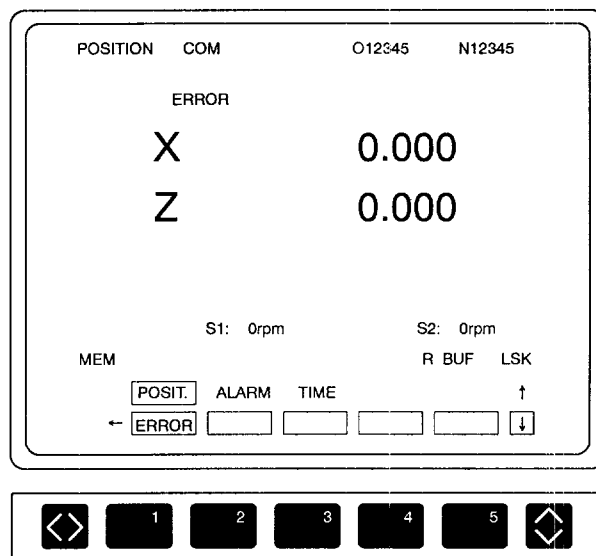 POSITION COM O12345 N12345
ERROR
X 0.000
Z 0.000
S1: 0rpm S2: 0rpm
MEM R BUF LSK
POSIT. ALARM TIME ↑
← ERROR ↓
1 2 3 4 5